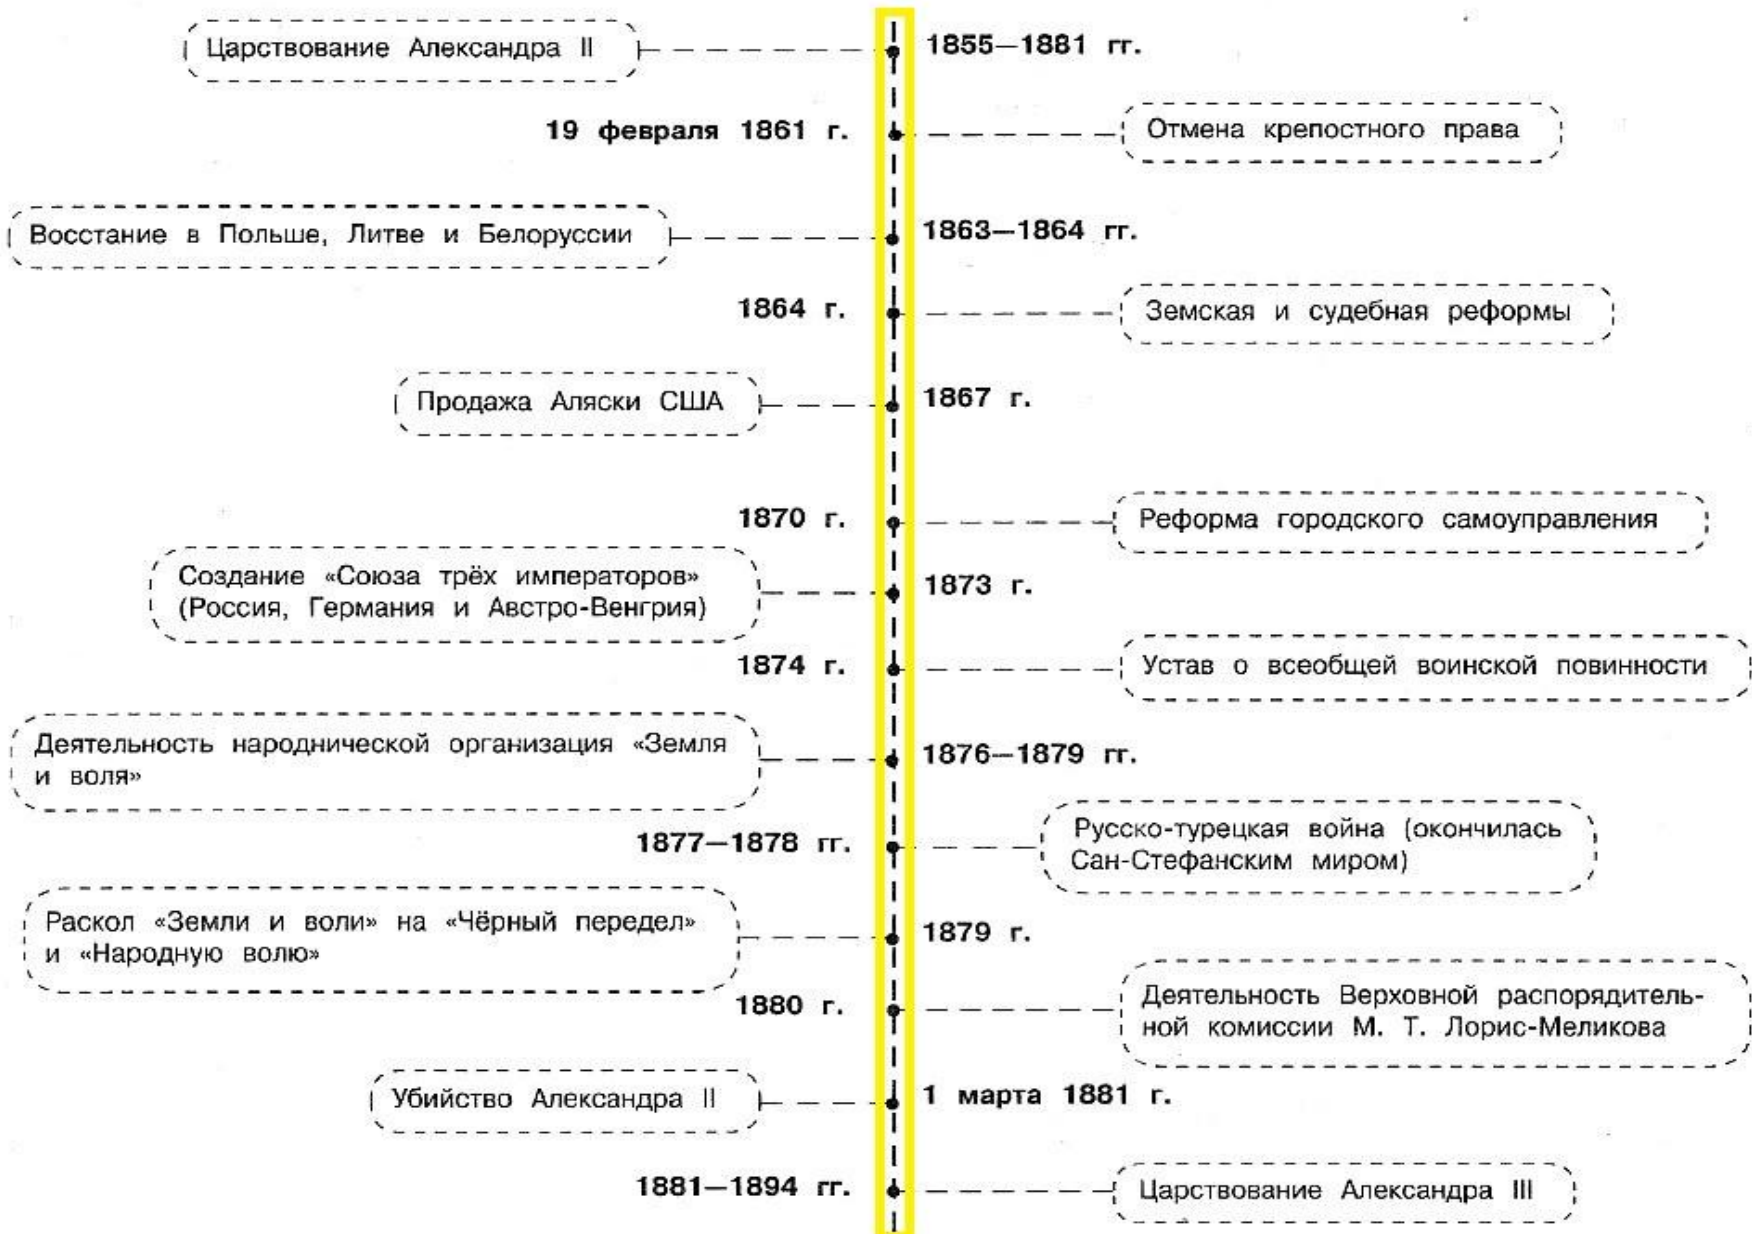 Царствование Александра II
1855—1881 гг.
19 февраля 1861 г.
Отмена крепостного права
Восстание в Польше, Литве и Белоруссии
1863—1864 гг.
1864 г.
Земская и судебная реформы
Продажа Аляски США
1867 г.
1870 г.
Реформа городского самоуправления
Создание «Союза трёх императоров»
(Россия, Германия и Австро-Венгрия)
1873 г.
1874 г.
Устав о всеобщей воинской повинности
Деятельность народнической организация «Земля
и воля»
1876—1879 гг.
1877—1878 гг.
Русско-турецкая война (окончилась
Сан-Стефанским миром)
Раскол «Земли и воли» на «Чёрный передел»
и «Народную волю»
1879 г.
1880 г.
Деятельность Верховной распорядитель-
ной комиссии М. Т. Лорис-Меликова
Убийство Александра II
1 марта 1881 г.
1881—1894 гг.
Царствование Александра III